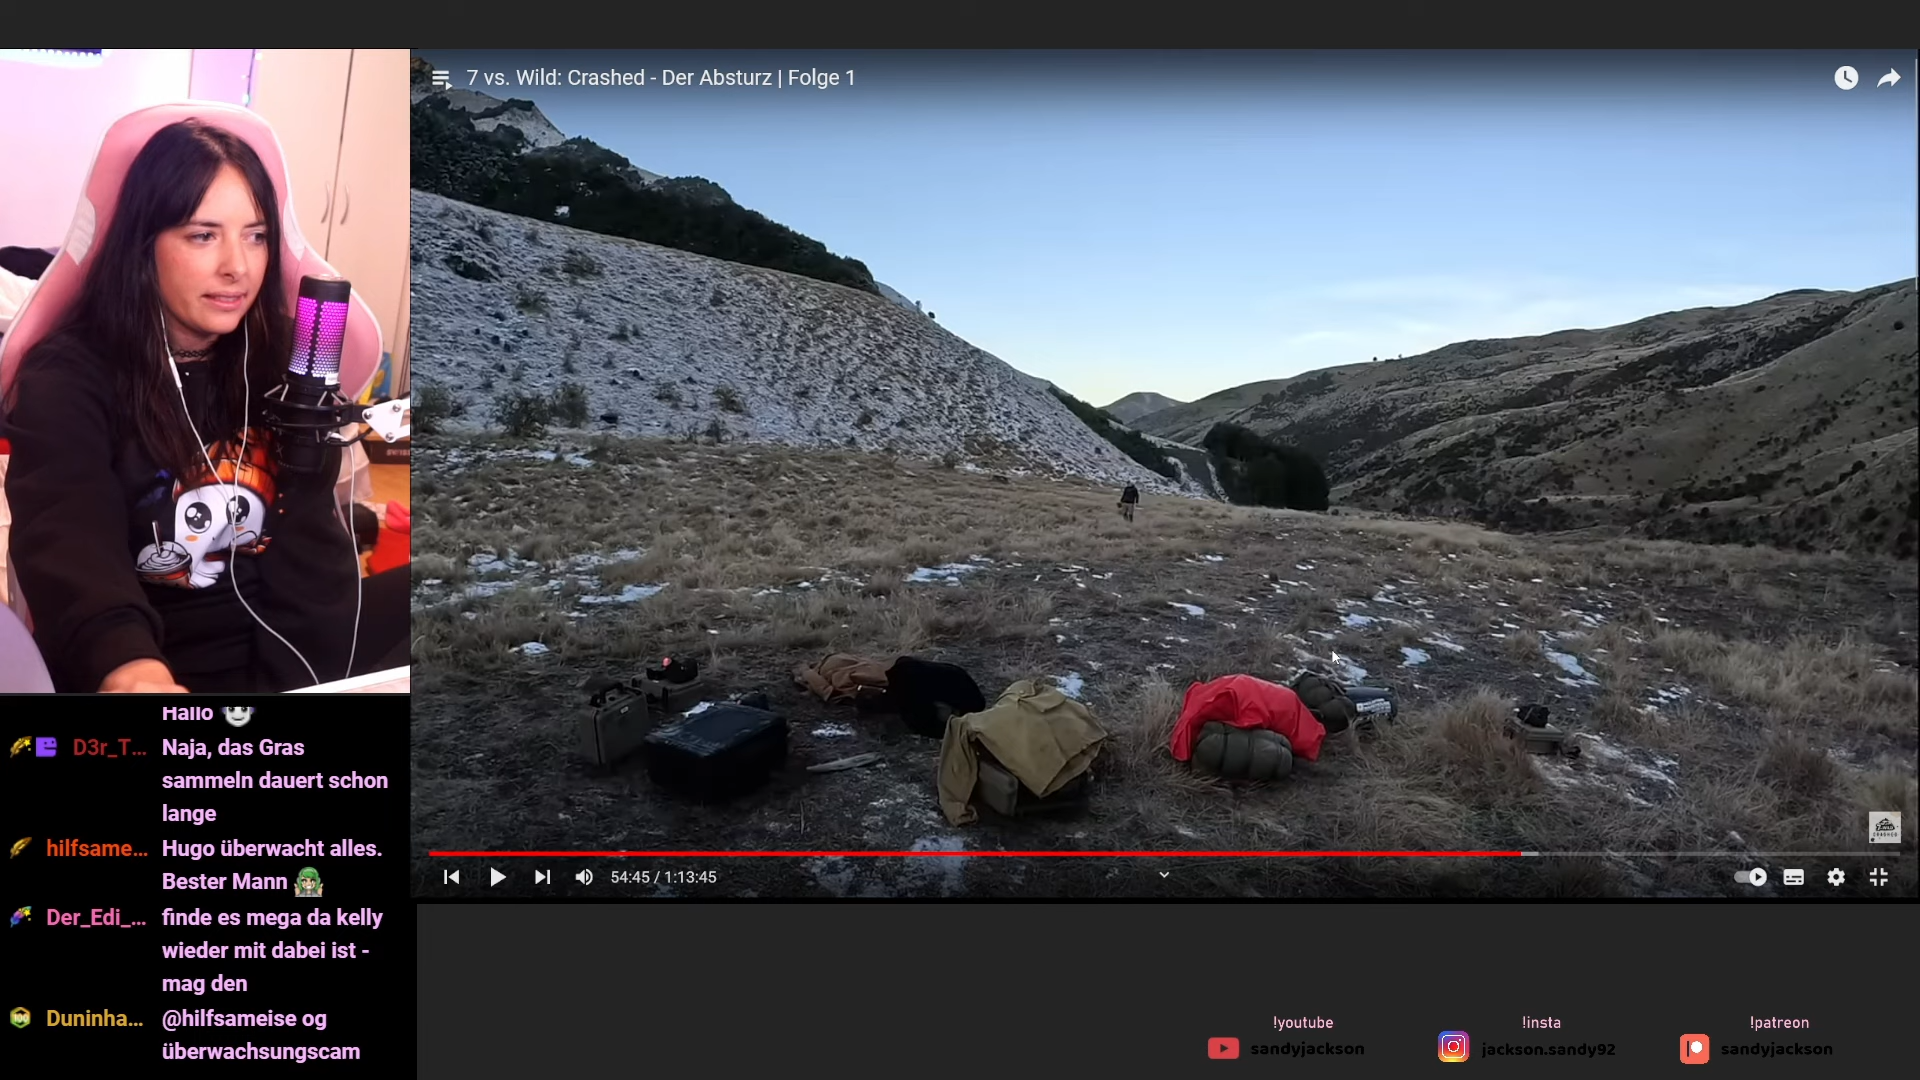 7 vs. Wild: Crashed - Der Absturz | Folge 1
54:45 / 1:13:45
Hallo
D3r_T... Naja, das Gras
sammeln dauert schon
lange
hilfsame... Hugo überwacht alles.
Bester Mann
Der_Edi_... finde es mega da kelly
wieder mit dabei ist -
mag den
Duninha... @hilfsameise og
überwachsungscam
!youtube
sandyjackson
!insta
jackson.sandy92
!patreon
sandyjackson